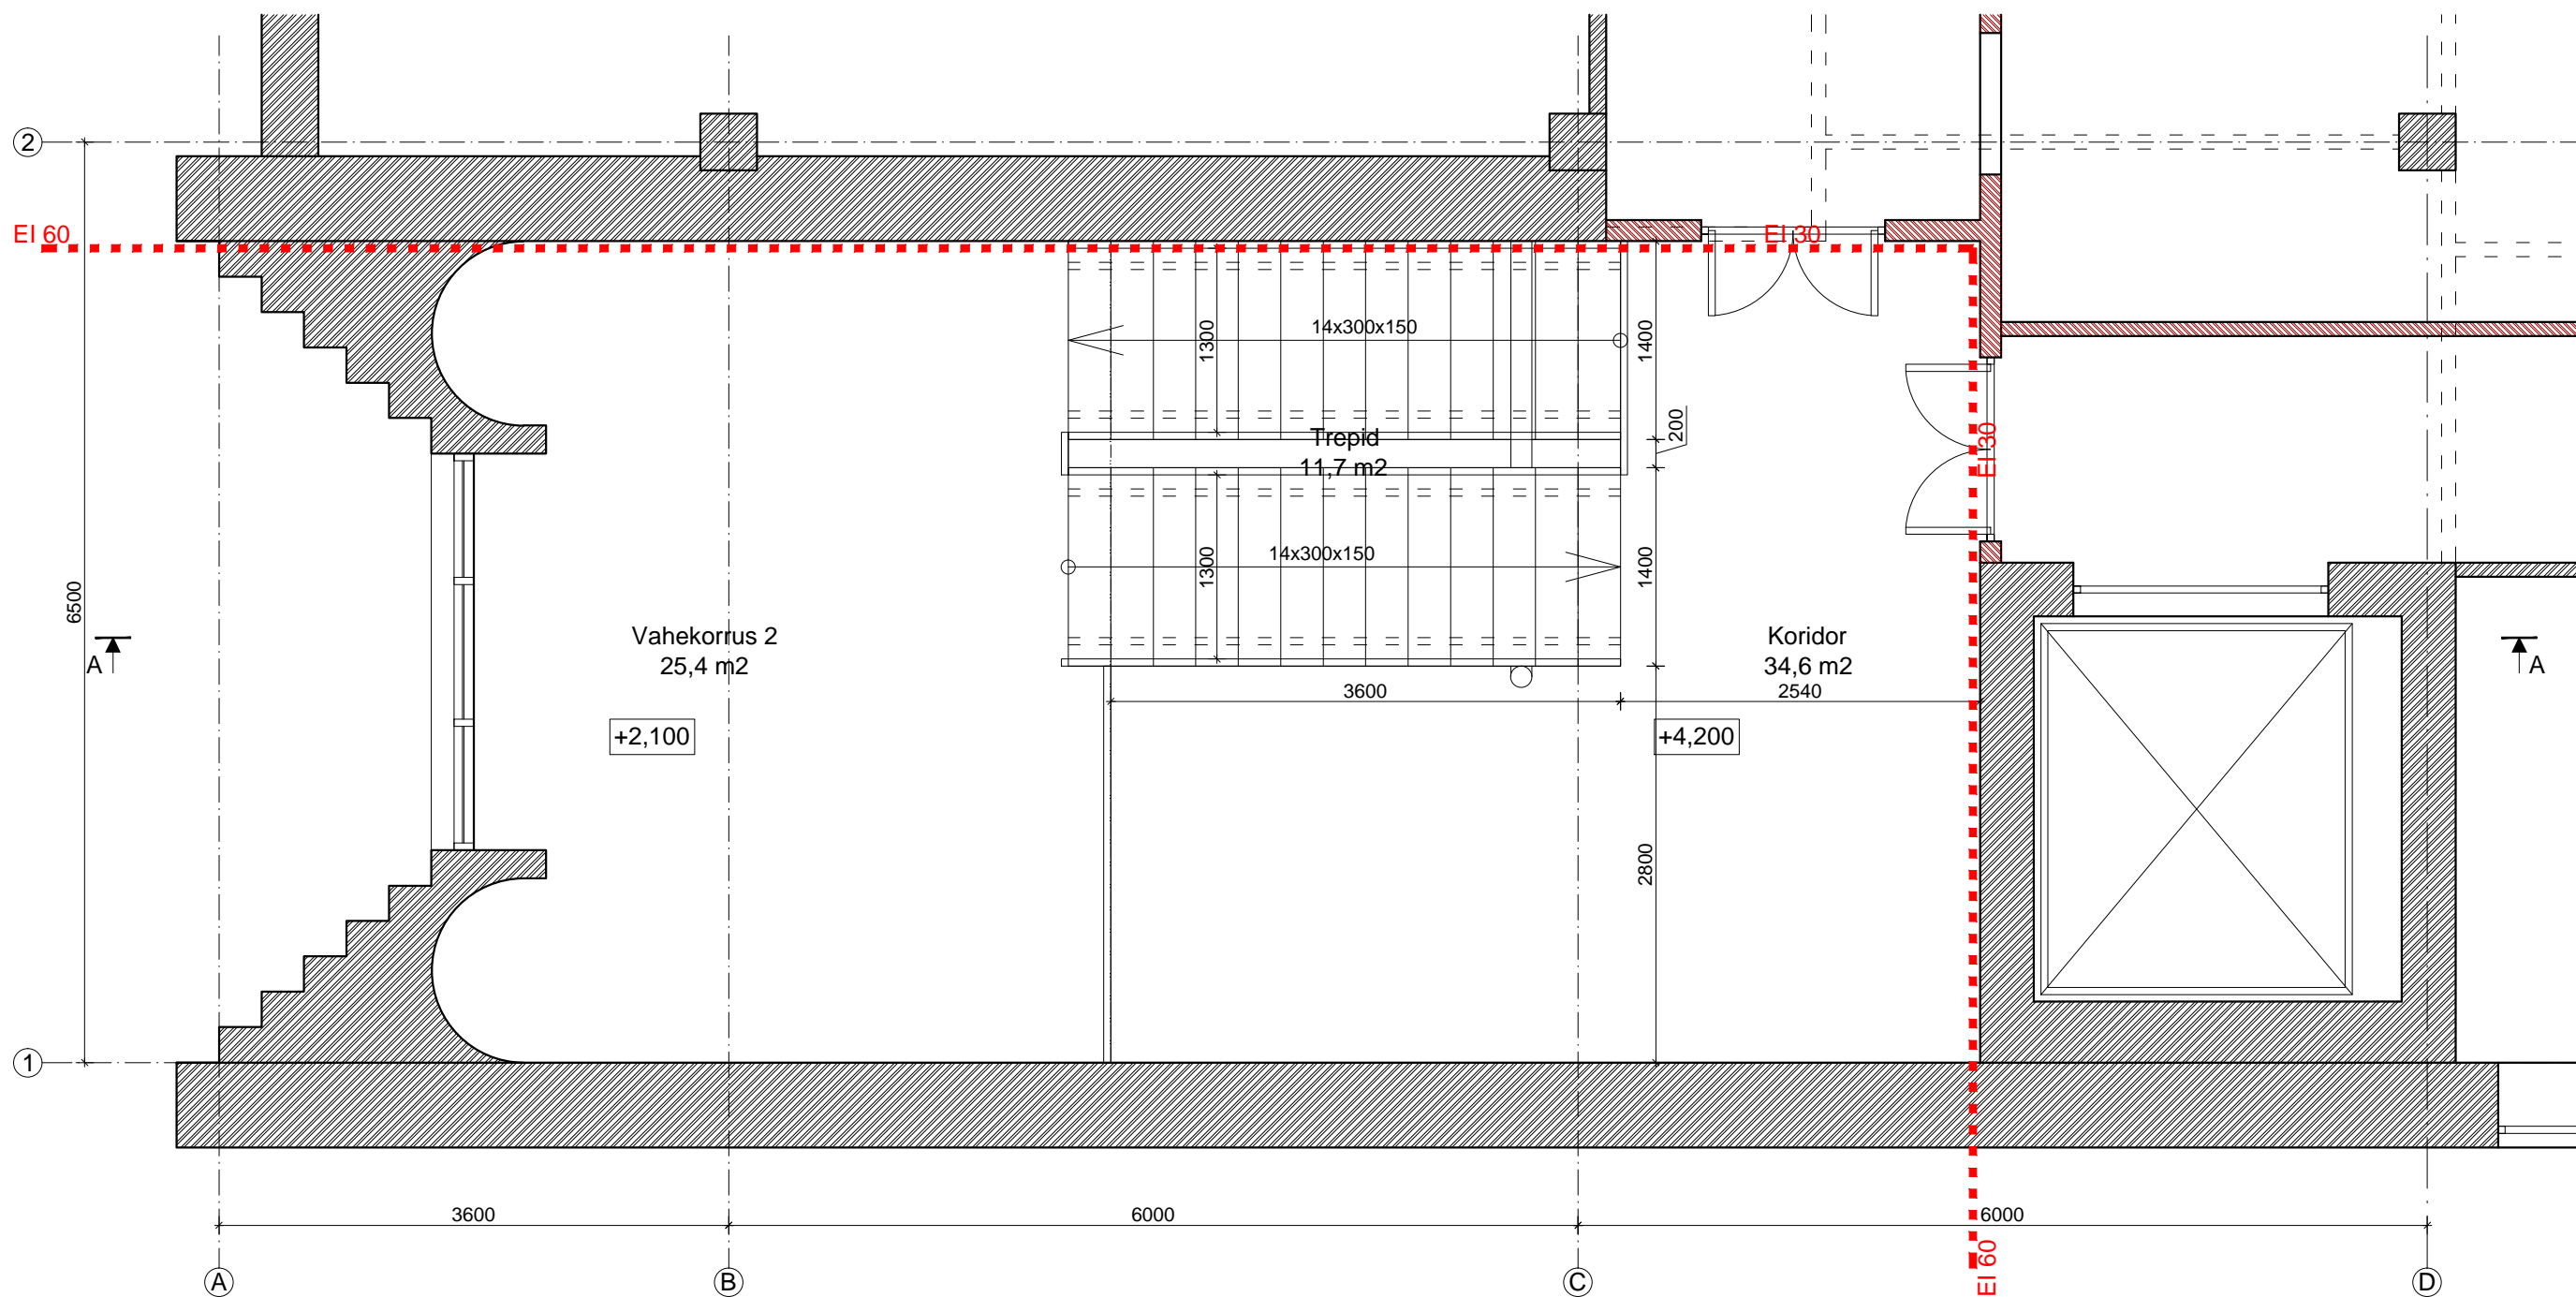 2
EI 60
EI 30
1300
14x300x150
1400
200
Trepid
11,7 m2
EI 30
1300
14x300x150
1400
6500
Vahekorrus 2
25,4 m2
Koridor
34,6 m2
A
A
3600
2540
+2,100
+4,200
2800
1
3600
6000
6000
EI 60
A
B
C
D